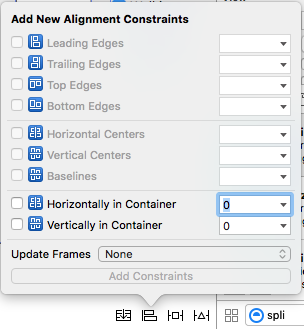 Add New Alignment Constraints
Leading Edges
Trailing Edges
Top Edges
Bottom Edges
Horizontal Centers
Vertical Centers
Baselines
Horizontally in Container 0
Vertically in Container 0
Update Frames None
Add Constraints
spli